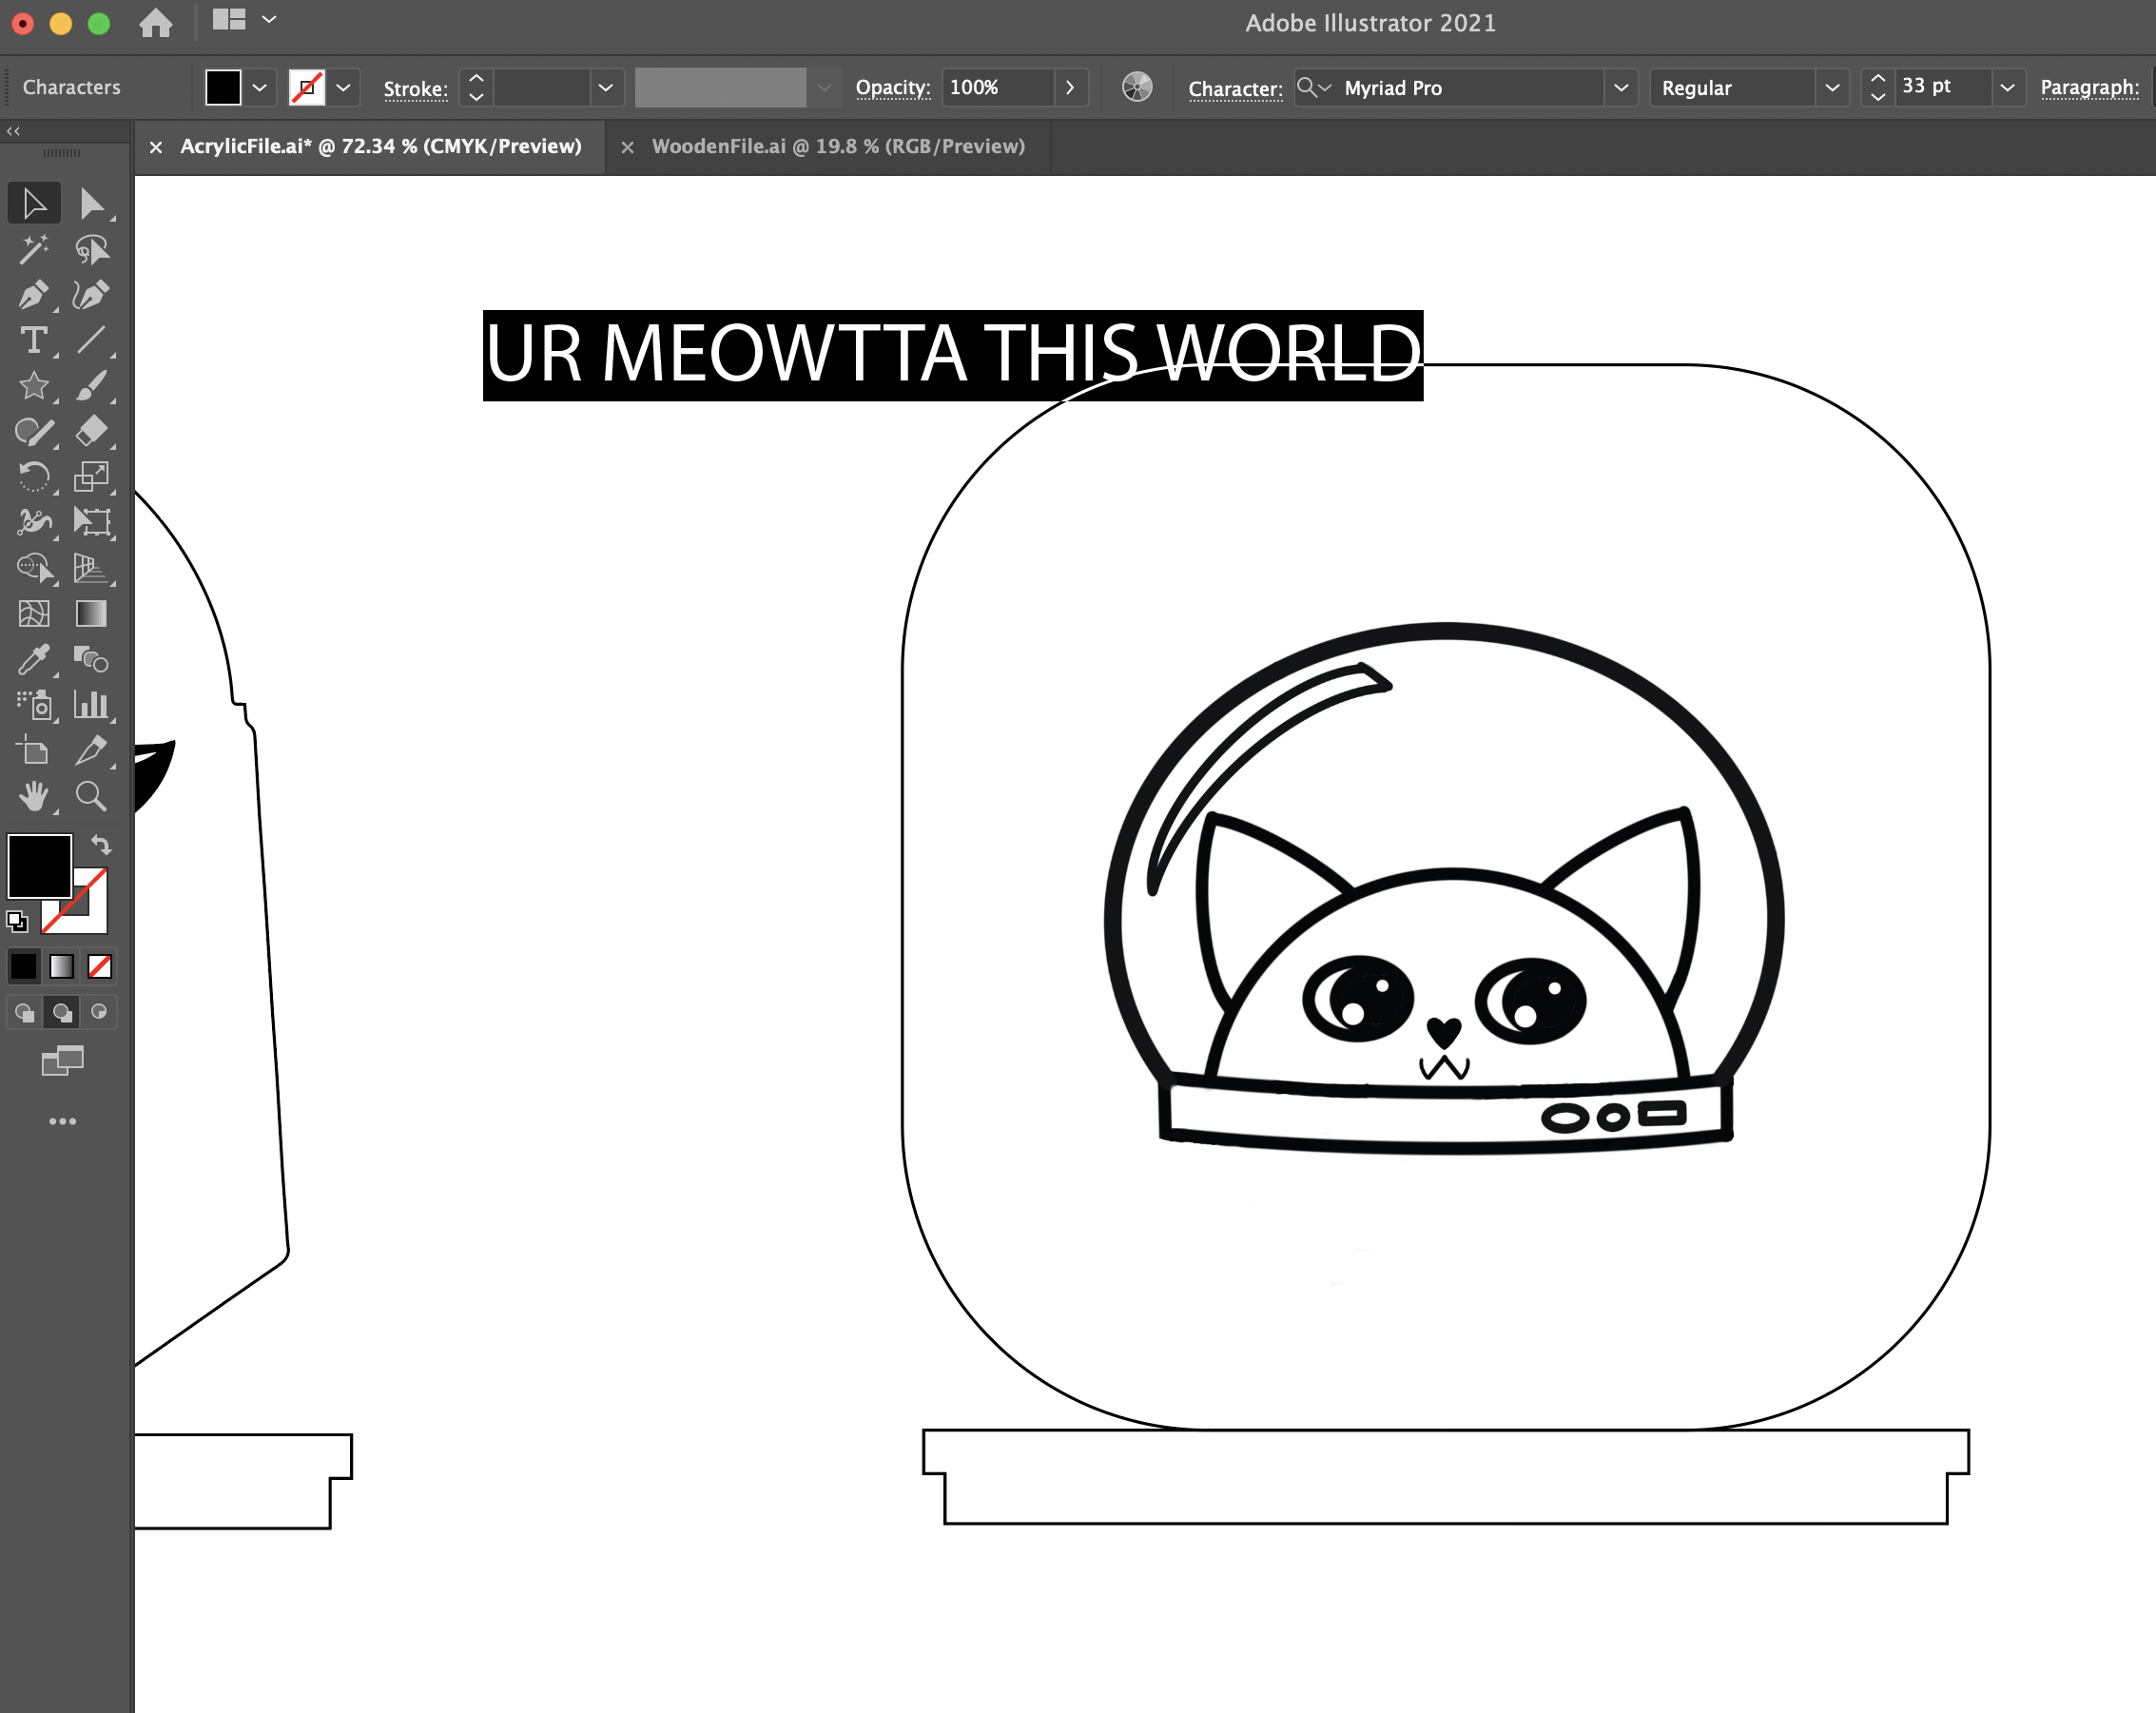 Adobe Illustrator 2021
Characters Stroke: Opacity: 100% Character: Myriad Pro Regular 33 pt Paragraph:
AcrylicFile.ai* @ 72.34 % (CMYK/Preview) WoodenFile.ai @ 19.8 % (RGB/Preview)
UR MEOWTTA THIS WORLD